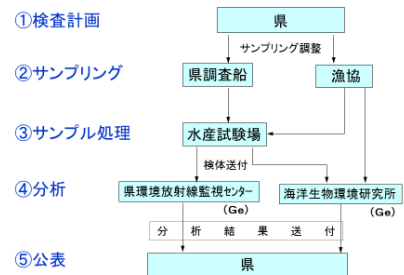 ①検査計画
県
サンプリング調整
②サンプリング
県調査船
漁協
③サンプル処理
水産試験場
検体送付
④分析
県環境放射線監視センター
海洋生物環境研究所
(Ge)
(Ge)
分析結果送付
⑤公表
県